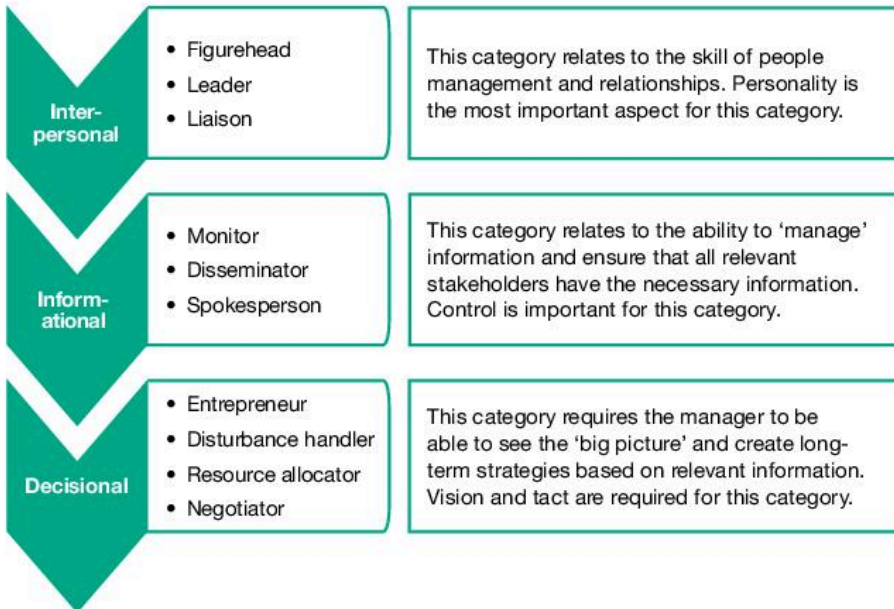 Inter-
personal
• Figurehead
• Leader
• Liaison
This category relates to the skill of people
management and relationships. Personality is
the most important aspect for this category.
Inform-
ational
• Monitor
• Disseminator
• Spokesperson
This category relates to the ability to ‘manage’
information and ensure that all relevant
stakeholders have the necessary information.
Control is important for this category.
Decisional
• Entrepreneur
• Disturbance handler
• Resource allocator
• Negotiator
This category requires the manager to be
able to see the ‘big picture’ and create long-
term strategies based on relevant information.
Vision and tact are required for this category.